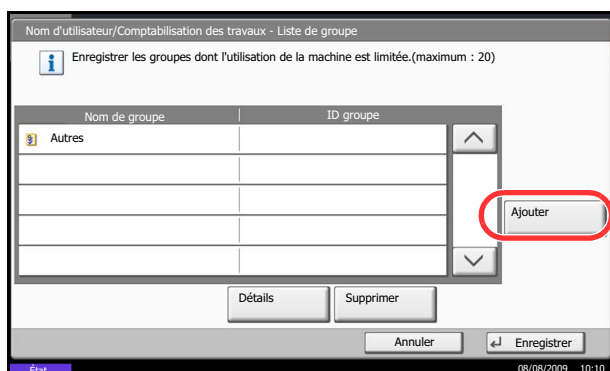 Nom d'utilisateur/Comptabilisation des travaux - Liste de groupe
Enregistrer les groupes dont l'utilisation de la machine est limitée.(maximum : 20)
Nom de groupe ID groupe
Autres
Ajouter
Détails Supprimer
Annuler Enregistrer
État 08/08/2009 10:10